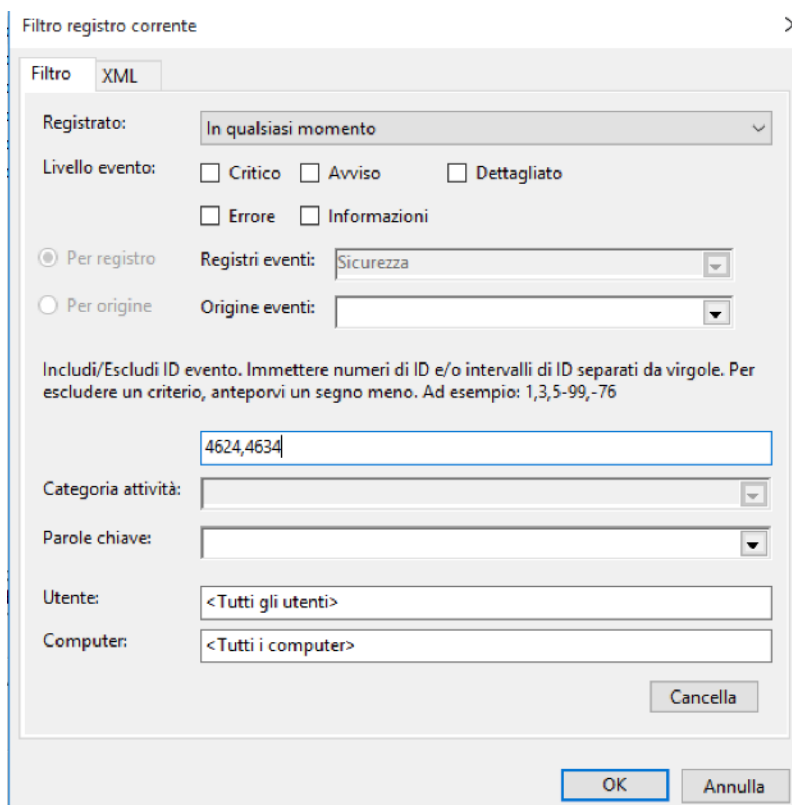 Filtro registro corrente
Filtro XML
Registrato: In qualsiasi momento
Livello evento: Critico Avviso Dettagliato
Errore Informazioni
Per registro Registri eventi: Sicurezza
Per origine Origine eventi:
Includi/Escludi ID evento. Immettere numeri di ID e/o intervalli di ID separati da virgole. Per
escludere un criterio, anteporvi un segno meno. Ad esempio: 1,3,5-99,-76
4624,4634
Categoria attività:
Parole chiave:
Utente: <Tutti gli utenti>
Computer: <Tutti i computer>
Cancella
OK Annulla